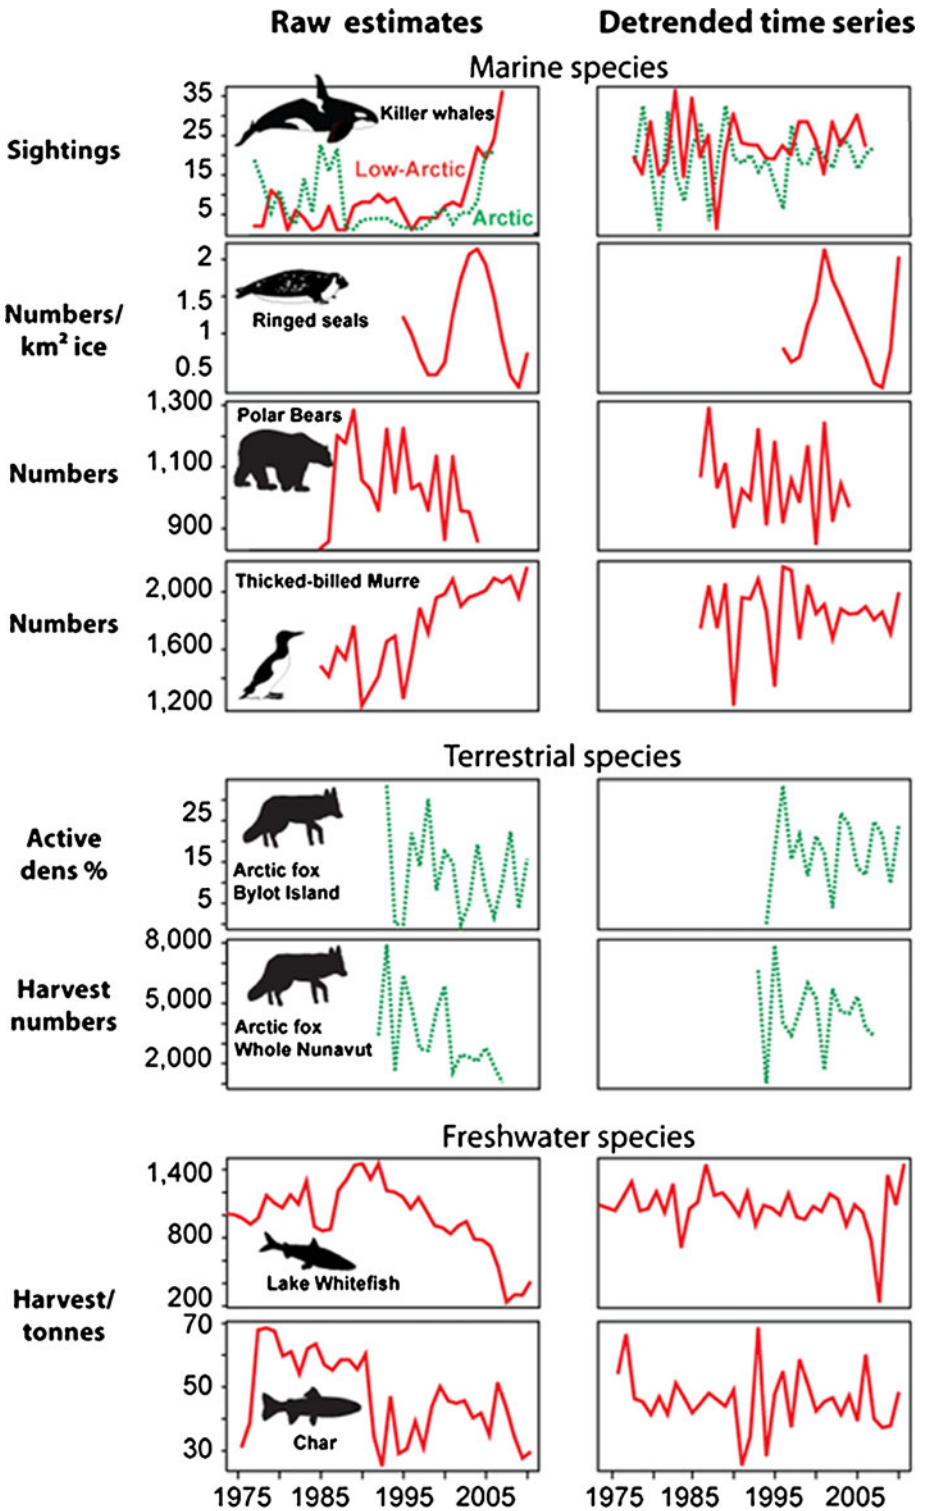 Raw estimates
Detrended time series
Marine species
Sightings
35
25
15
5
Killer whales
Low-Arctic
Arctic
Numbers/
km² ice
2
1.5
1
0.5
Ringed seals
Numbers
1,300
1,100
900
Polar Bears
Numbers
2,000
1,600
1,200
Thicked-billed Murre
Terrestrial species
Active
dens %
25
15
5
Arctic fox
Bylot Island
Harvest
numbers
8,000
5,000
2,000
Arctic fox
Whole Nunavut
Freshwater species
Harvest/
tonnes
1,400
800
200
Lake Whitefish
70
50
30
Char
1975 1985 1995 2005
1975 1985 1995 2005